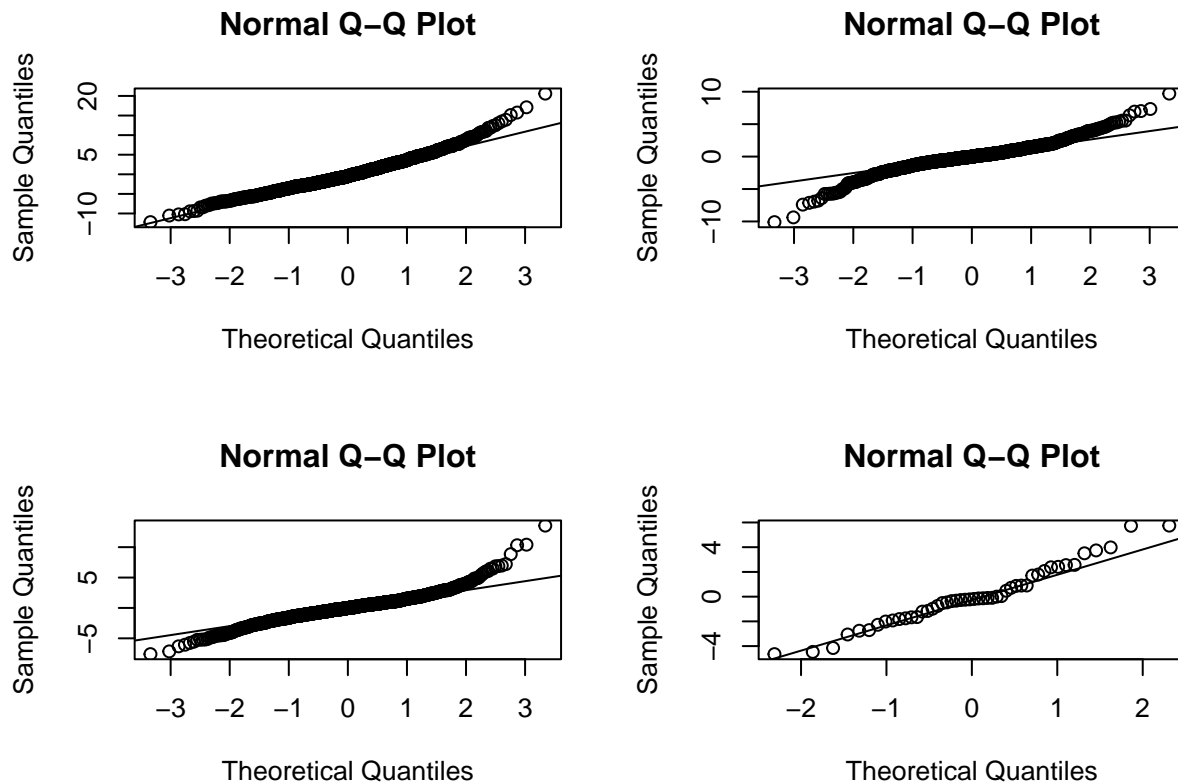 Normal Q−Q Plot
Sample Quantiles
20
5
−10
−3 −2 −1 0 1 2 3
Theoretical Quantiles
Normal Q−Q Plot
Sample Quantiles
10
0
−10
−3 −2 −1 0 1 2 3
Theoretical Quantiles
Normal Q−Q Plot
Sample Quantiles
5
−5
−3 −2 −1 0 1 2 3
Theoretical Quantiles
Normal Q−Q Plot
Sample Quantiles
4
0
−4
−2 −1 0 1 2
Theoretical Quantiles